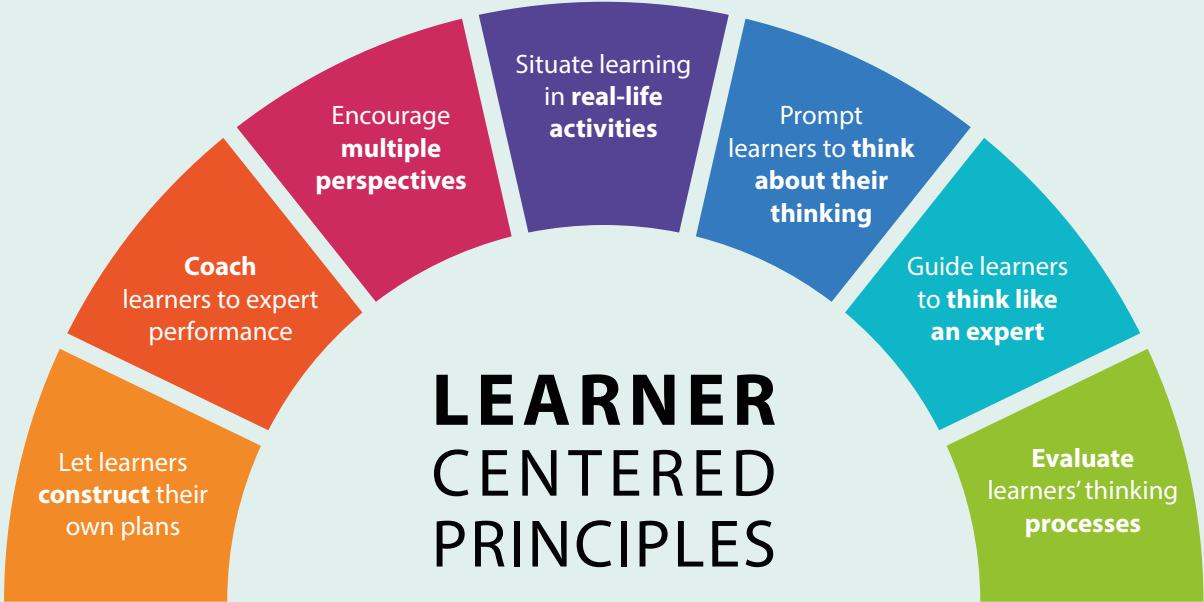 Let learners
construct their
own plans
Coach
learners to expert
performance
Encourage
multiple
perspectives
Situate learning
in real-life
activities
Prompt
learners to think
about their
thinking
Guide learners
to think like
an expert
Evaluate
learners’ thinking
processes
LEARNER
CENTERED
PRINCIPLES